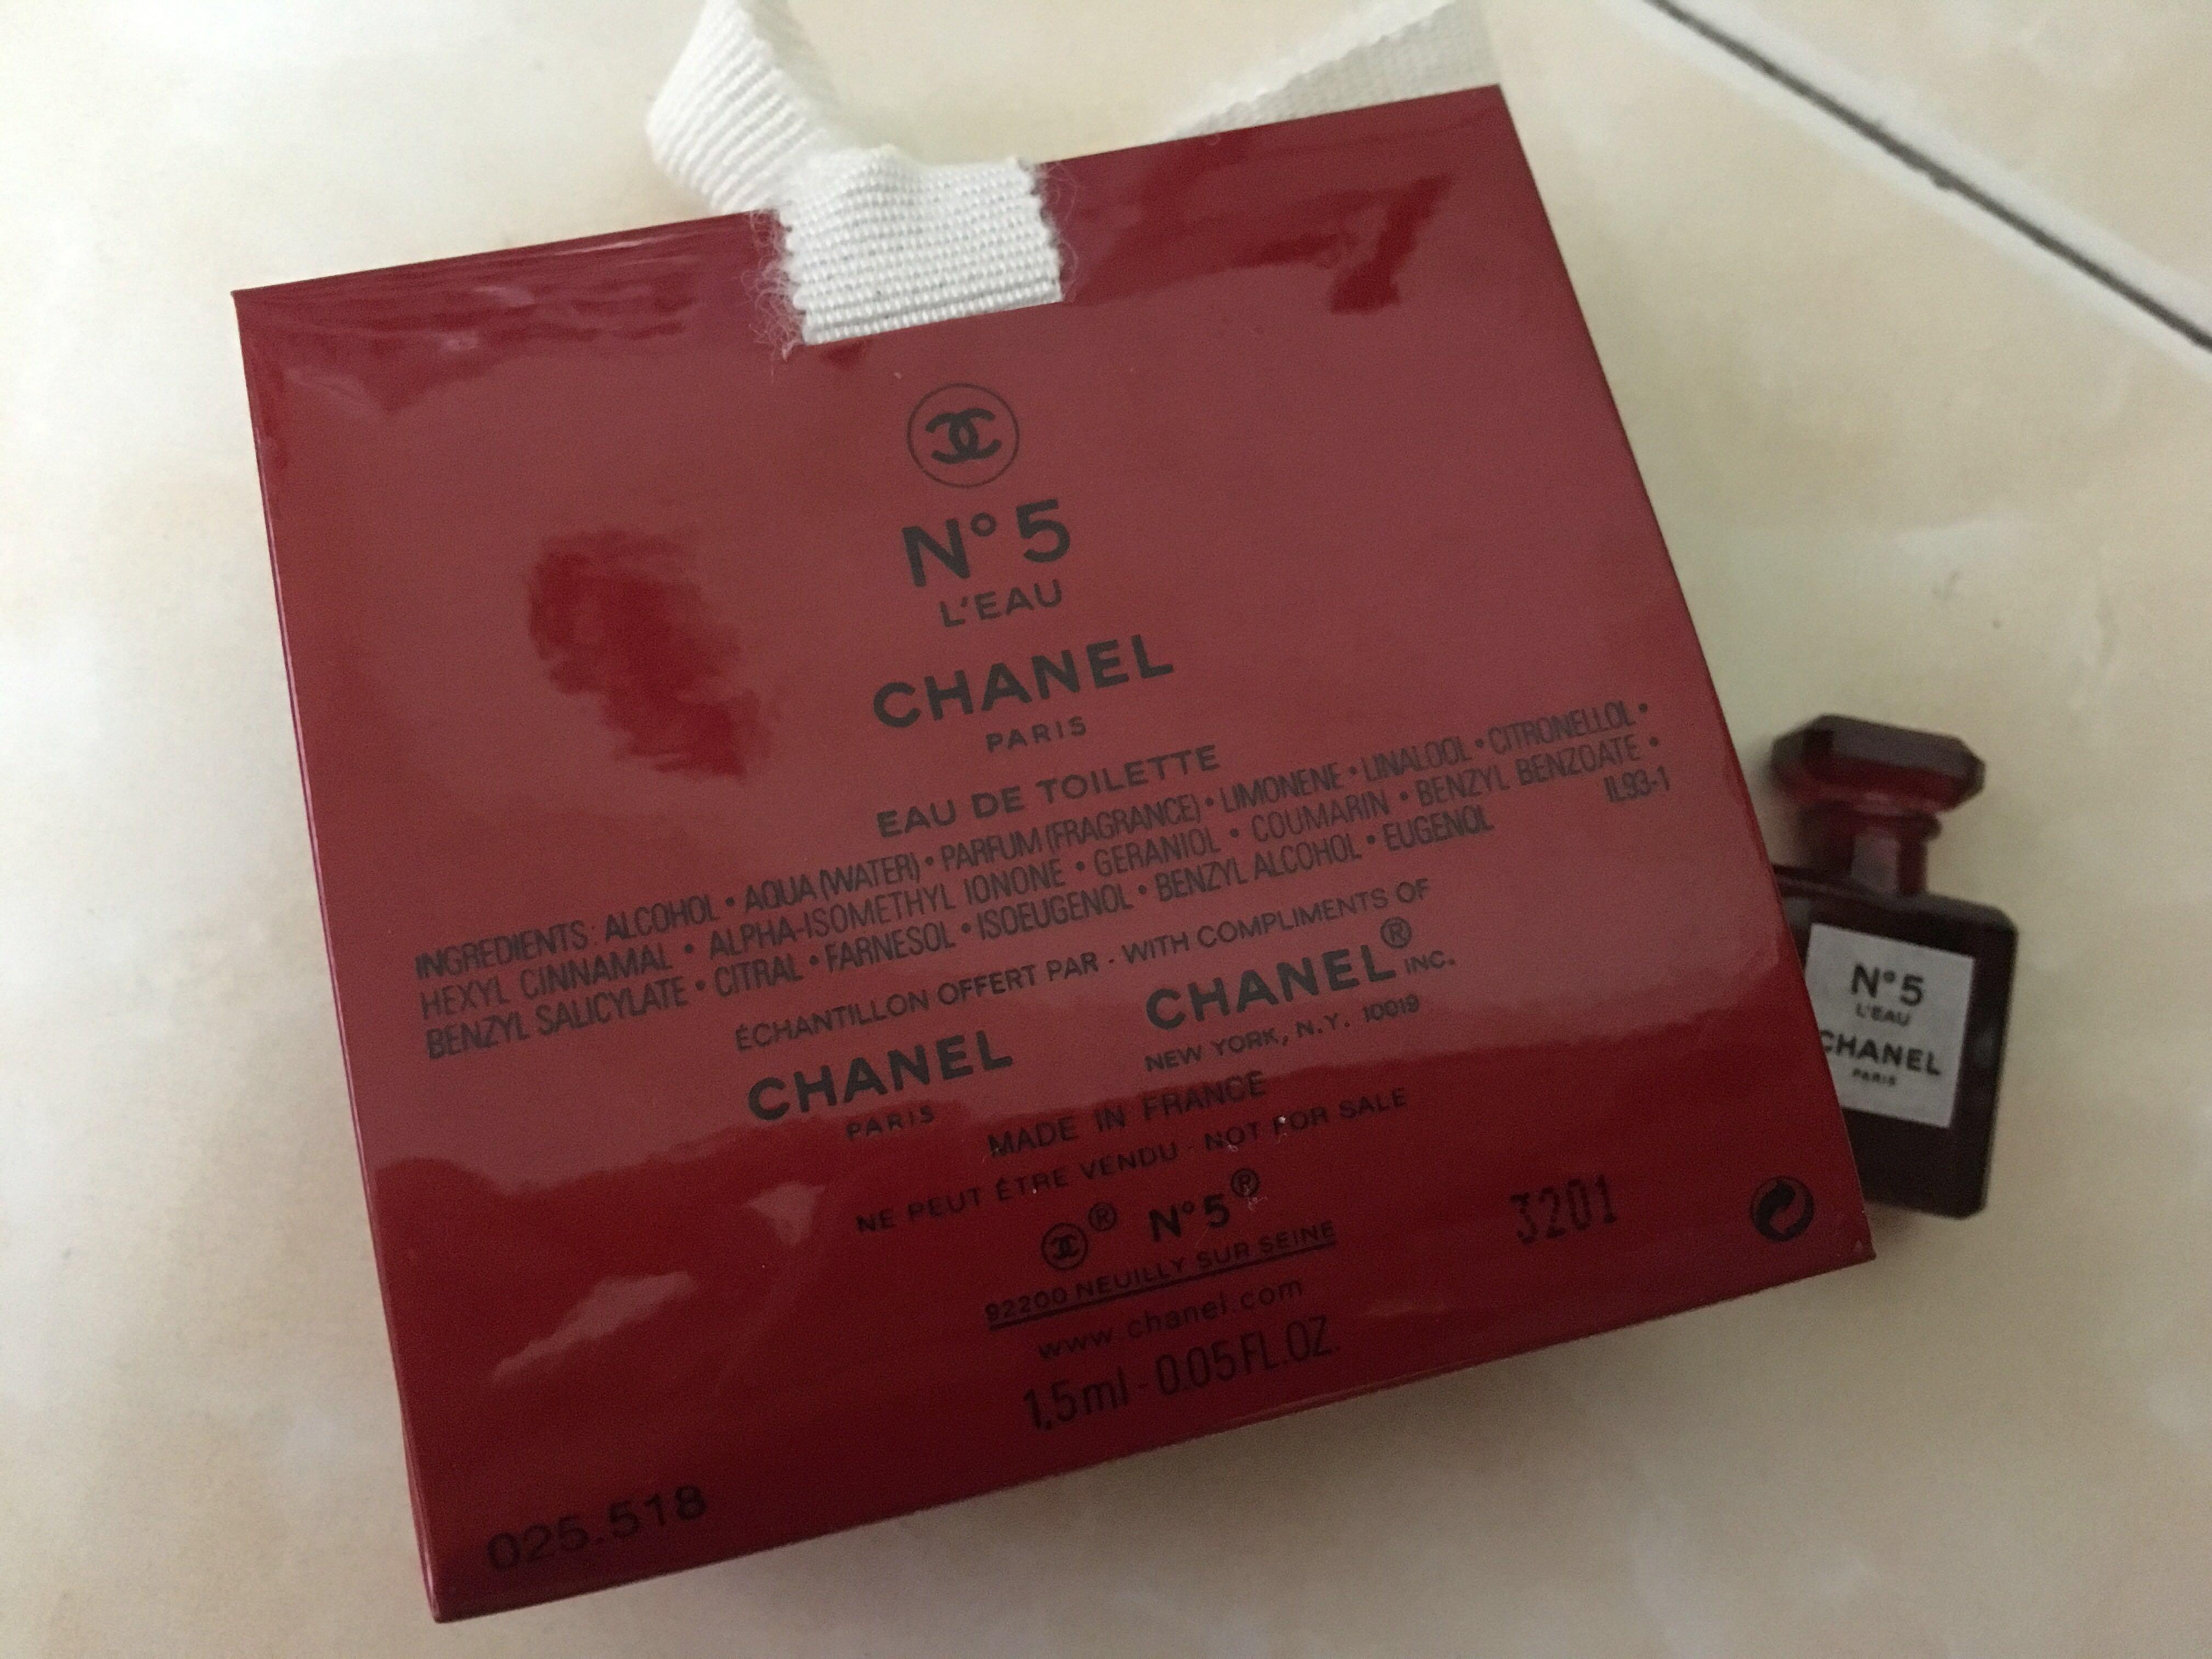 N° 5
L'EAU
CHANEL
PARIS
EAU DE TOILETTE
INGREDIENTS: ALCOHOL • AQUA (WATER) • PARFUM (FRAGRANCE) • LIMONENE • LINALOOL • CITRONELLOL •
HEXYL CINNAMAL • ALPHA-ISOMETHYL IONONE • GERANIOL • COUMARIN • BENZYL BENZOATE •
BENZYL SALICYLATE • CITRAL • FARNESOL • ISOEUGENOL • BENZYL ALCOHOL • EUGENOL
IL93-1
ÉCHANTILLON OFFERT PAR - WITH COMPLIMENTS OF
CHANEL
PARIS
CHANEL® INC.
NEW YORK, N.Y. 10019
MADE IN FRANCE
NE PEUT ÊTRE VENDU - NOT FOR SALE
® N° 5®
92200 NEUILLY SUR SEINE
www.chanel.com
1,5 ml - 0.05 FL.OZ.
3201
025.518
N° 5
L'EAU
CHANEL
PARIS